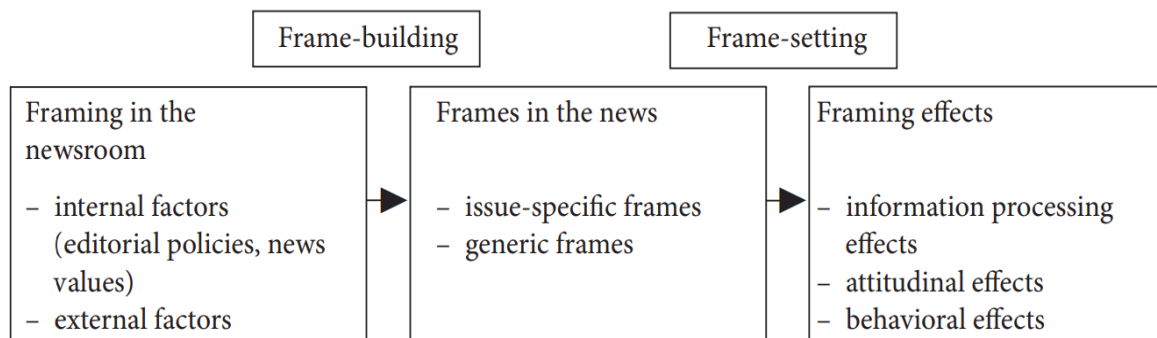 Frame-building
Frame-setting
Framing in the
newsroom
– internal factors
(editorial policies, news
values)
– external factors
Frames in the news
– issue-specific frames
– generic frames
Framing effects
– information processing
effects
– attitudinal effects
– behavioral effects